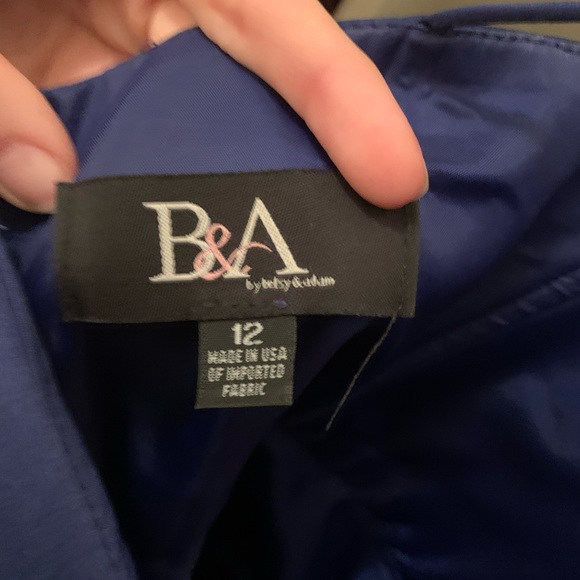 B&A
by betsy & adam
12
MADE IN USA
OF IMPORTED
FABRIC